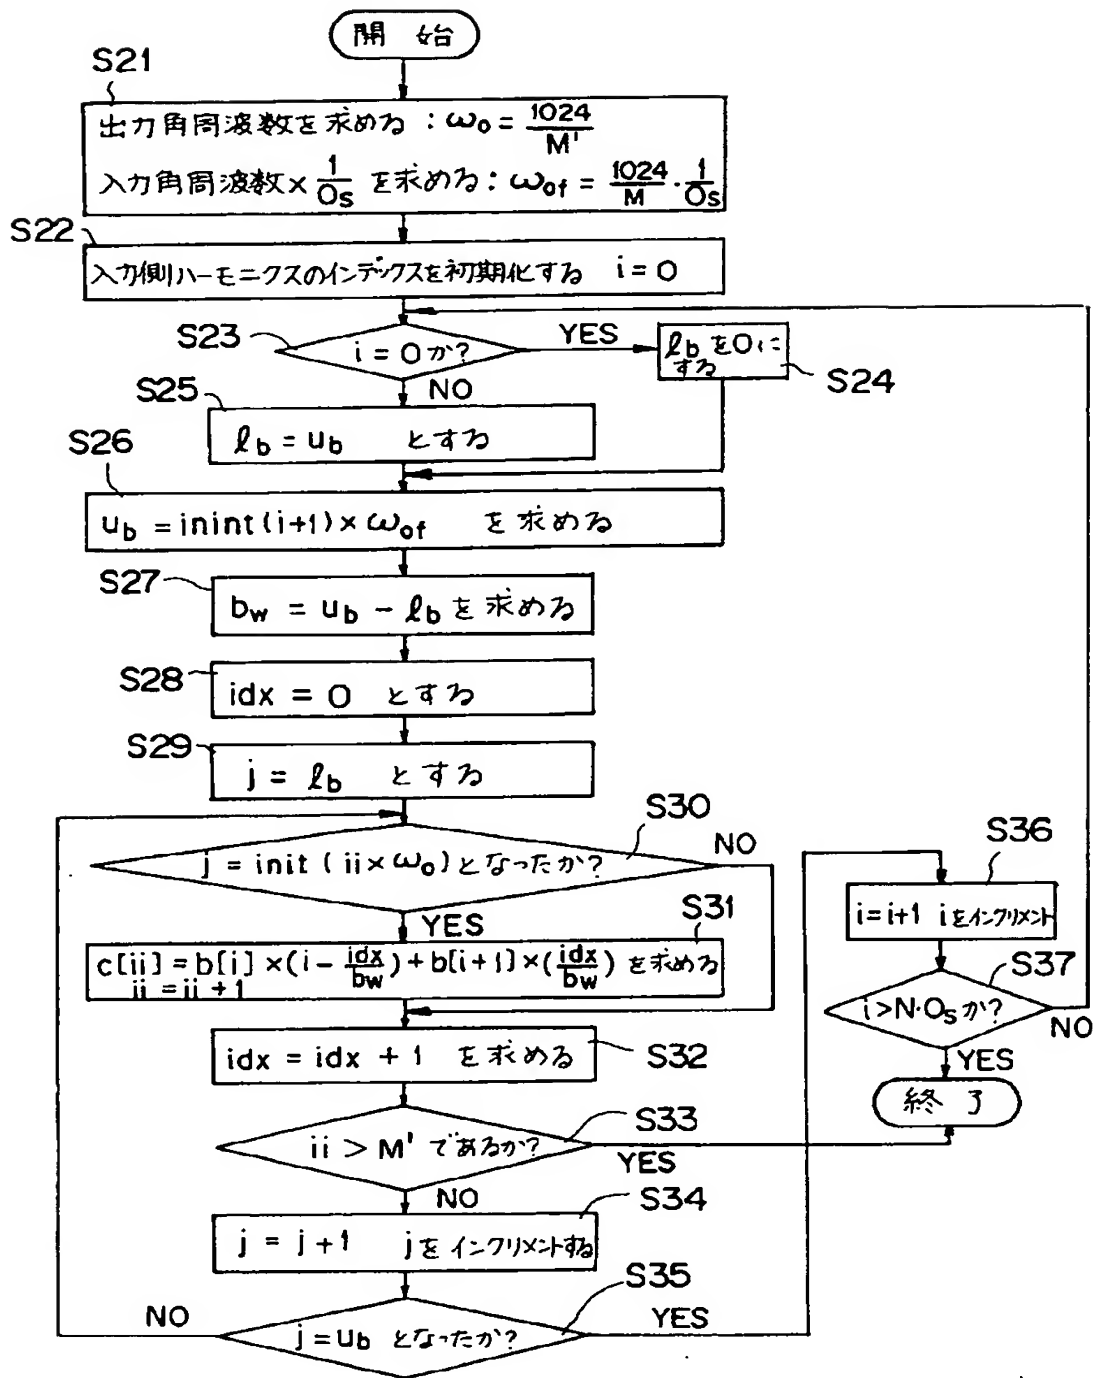 開 始
S21
出力角周波数を求める : ω₀ = 1024/M'
入力角周波数 × 1/Os を求める : ωof = 1024/M · 1/Os
S22
入力側ハーモニクスのインデックスを初期化する i = 0
S23
i = 0 か?
YES
ℓb を0に
する
S24
NO
S25
ℓb = ub とする
S26
ub = inint (i+1) × ωof を求める
S27
bw = ub - ℓb を求める
S28
idx = 0 とする
S29
j = ℓb とする
S30
j = init (ii × ω₀) となったか?
NO
YES
S31
c[ii] = b[i] × (i - idx/bw) + b[i+1] × (idx/bw) を求める
ii = ii + 1
S32
idx = idx + 1 を求める
S33
ii > M' であるか?
YES
NO
S34
j = j + 1 jをインクリメントする
S35
j = ub となったか?
NO
YES
S36
i = i+1 iをインクリメント
S37
i > N·Os か?
NO
YES
終 了